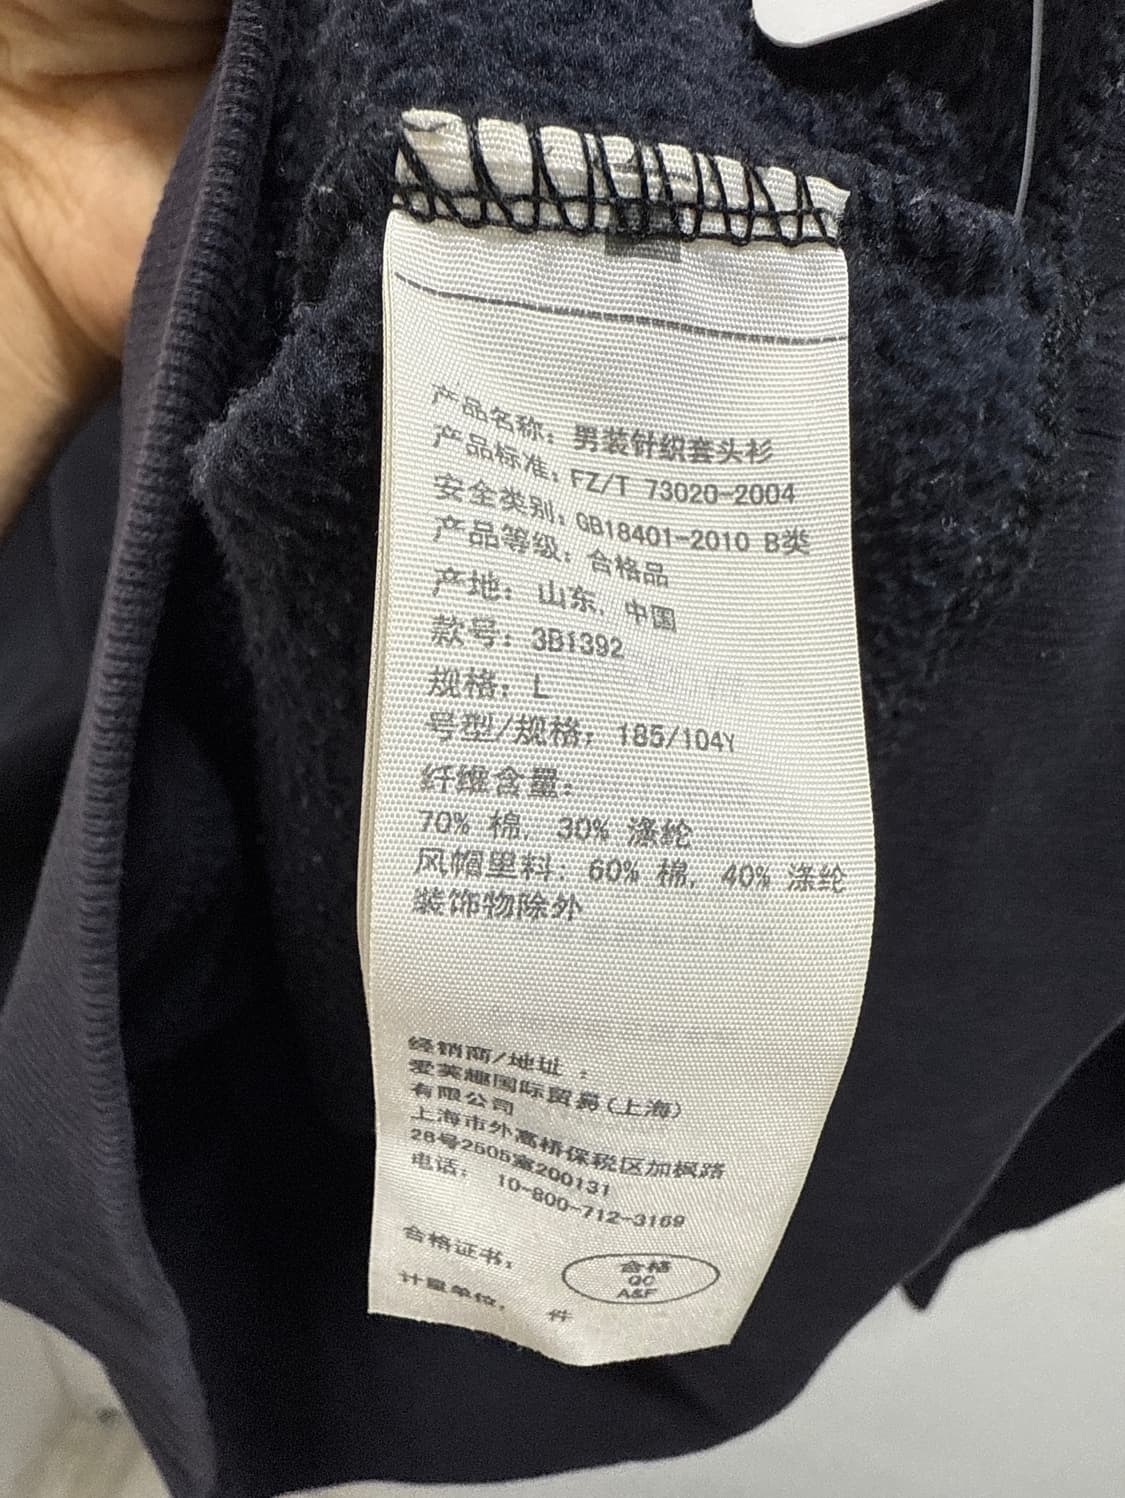 产品名称：男装针织套头衫
产品标准：FZ/T 73020-2004
安全类别：GB18401-2010 B类
产品等级：合格品
产地：山东，中国
款号：3B1392
规格：L
号型/规格：185/104Y
纤维含量：
70% 棉，30% 涤纶
风帽里料：60% 棉，40% 涤纶
装饰物除外
经销商/地址：
爱芙趣国际贸易(上海)
有限公司
上海市外高桥保税区加枫路
28号2505室200131
电话： 10-800-712-3169
合格证书：
合格
QC
A&F
计量单位： 件